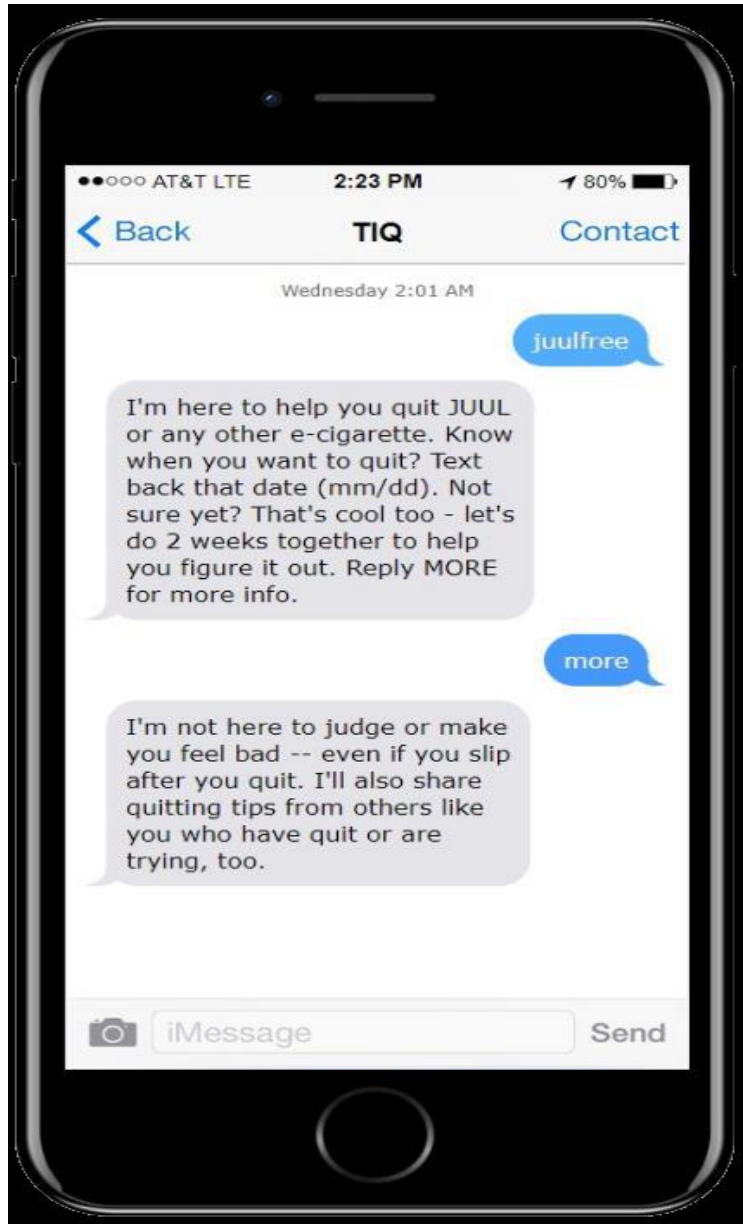 AT&T LTE 2:23 PM 80%
Back TIQ Contact
Wednesday 2:01 AM
juulfree
I'm here to help you quit JUUL
or any other e-cigarette. Know
when you want to quit? Text
back that date (mm/dd). Not
sure yet? That's cool too - let's
do 2 weeks together to help
you figure it out. Reply MORE
for more info.
more
I'm not here to judge or make
you feel bad -- even if you slip
after you quit. I'll also share
quitting tips from others like
you who have quit or are
trying, too.
iMessage Send